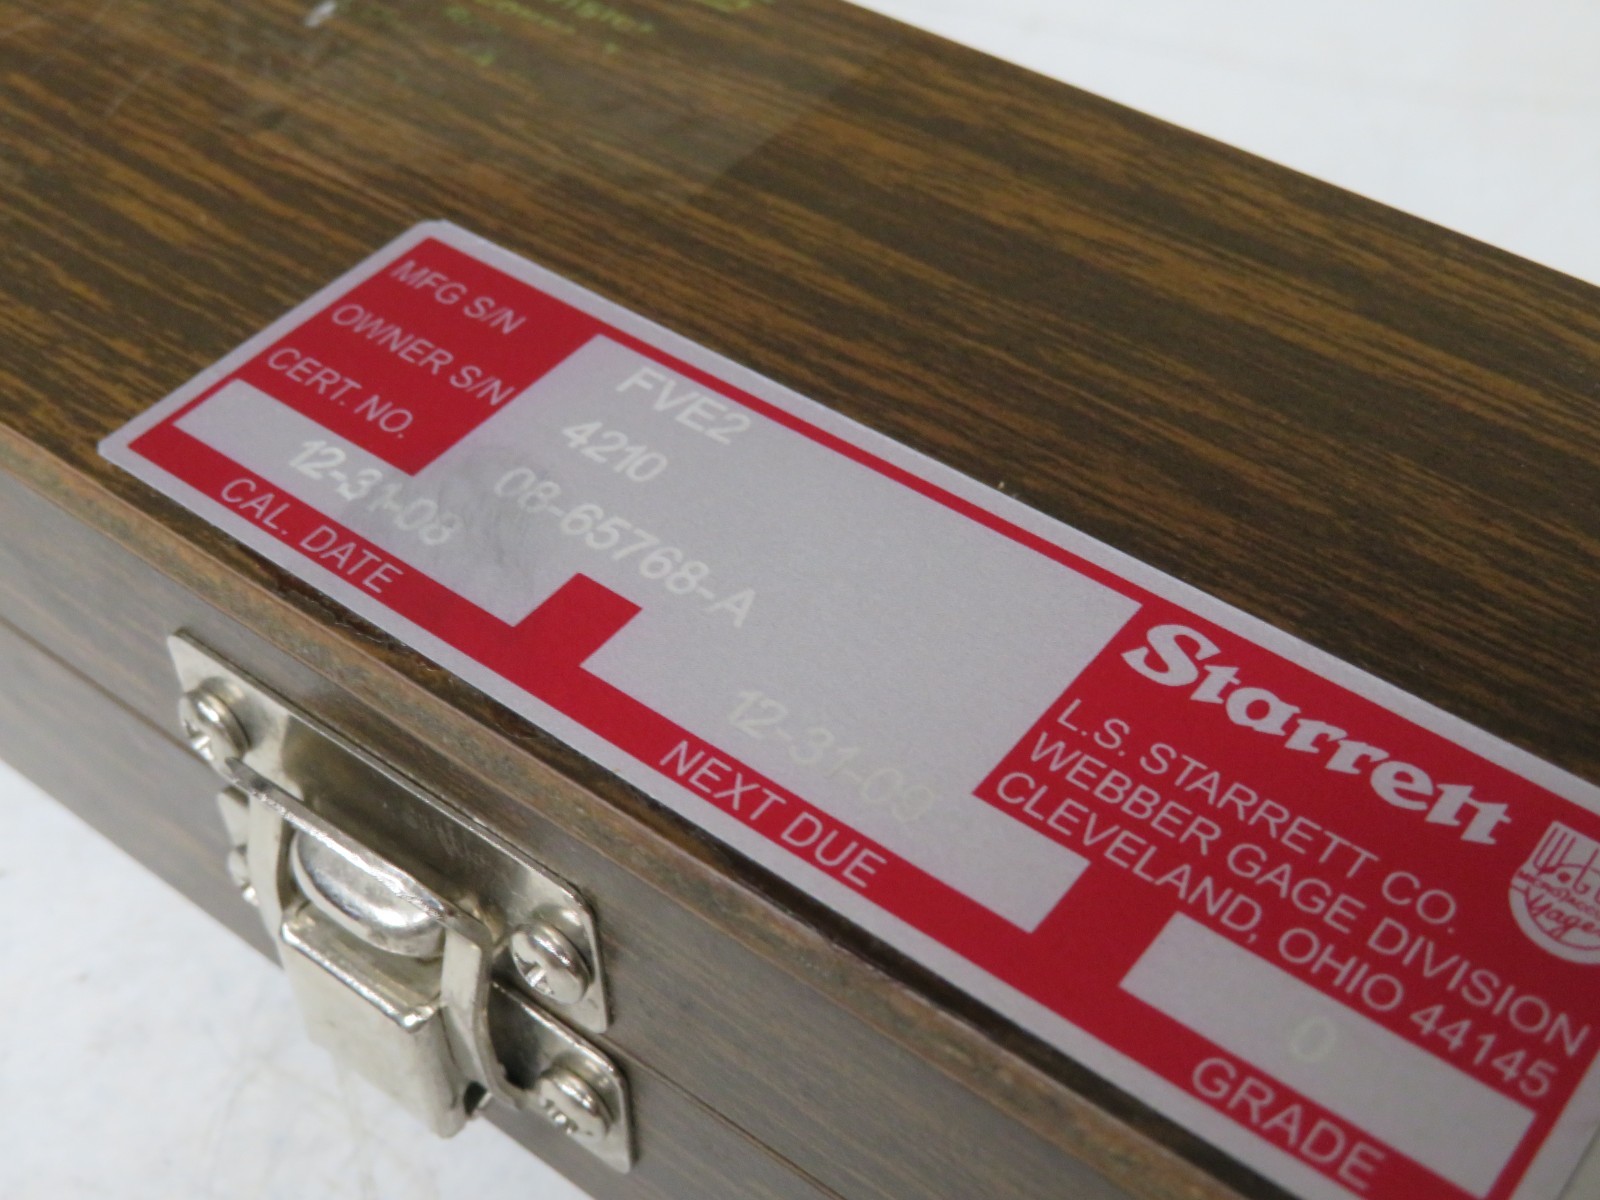 MFG S/N FVE2
OWNER S/N 4210
CERT. NO. 08-65768-A
12-31-08
CAL. DATE
12-31-09
NEXT DUE
Starrett
L.S. STARRETT CO.
WEBBER GAGE DIVISION
CLEVELAND, OHIO 44145
0
GRADE